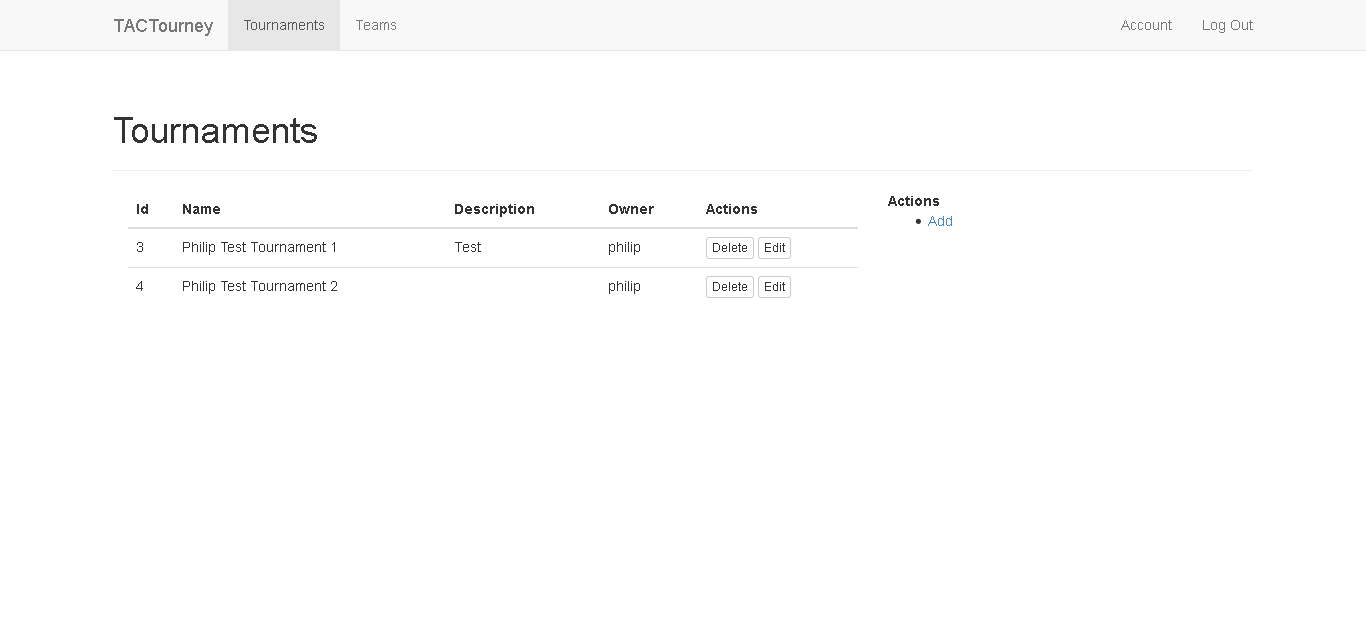 TACTourney Tournaments Teams Account Log Out
Tournaments
Id Name Description Owner Actions
3 Philip Test Tournament 1 Test philip Delete Edit
4 Philip Test Tournament 2 philip Delete Edit
Actions
Add